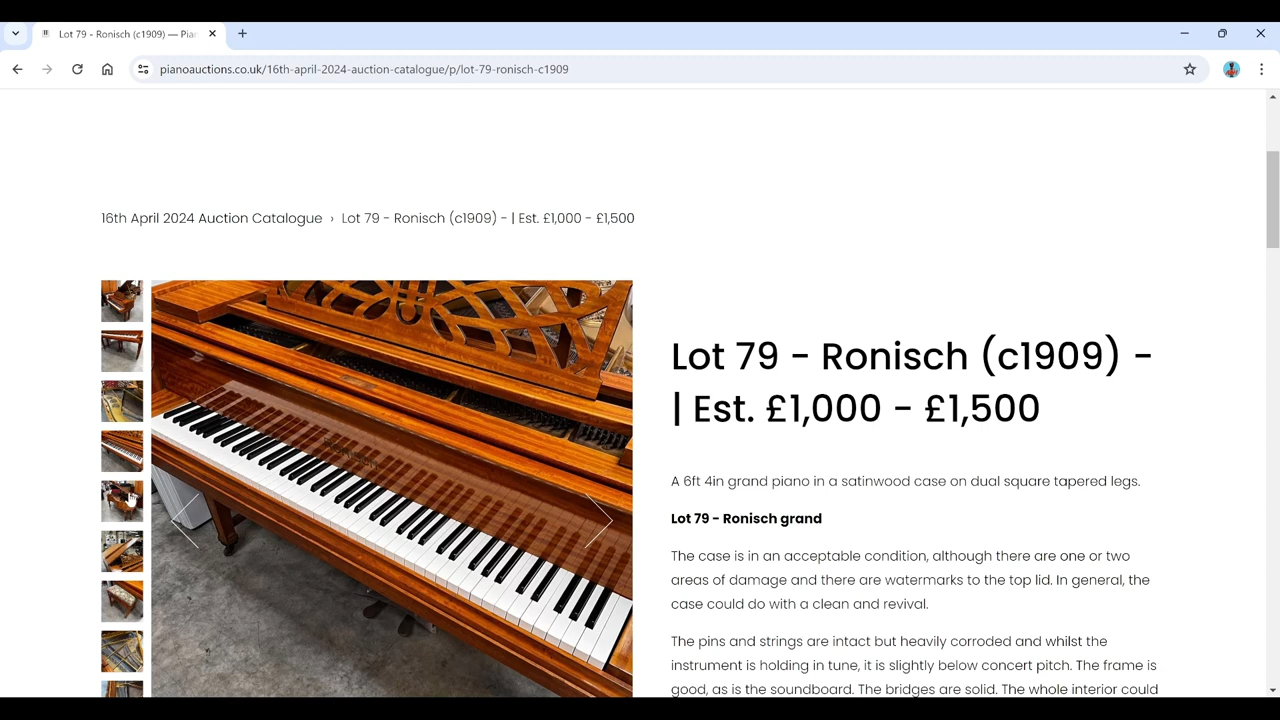 Lot 79 - Ronisch (c1909) — Pian
pianoauctions.co.uk/16th-april-2024-auction-catalogue/p/lot-79-ronisch-c1909
16th April 2024 Auction Catalogue › Lot 79 - Ronisch (c1909) - | Est. £1,000 - £1,500
Lot 79 - Ronisch (c1909) -
| Est. £1,000 - £1,500
A 6ft 4in grand piano in a satinwood case on dual square tapered legs.
Lot 79 - Ronisch grand
The case is in an acceptable condition, although there are one or two
areas of damage and there are watermarks to the top lid. In general, the
case could do with a clean and revival.
The pins and strings are intact but heavily corroded and whilst the
instrument is holding in tune, it is slightly below concert pitch. The frame is
good, as is the soundboard. The bridges are solid. The whole interior could